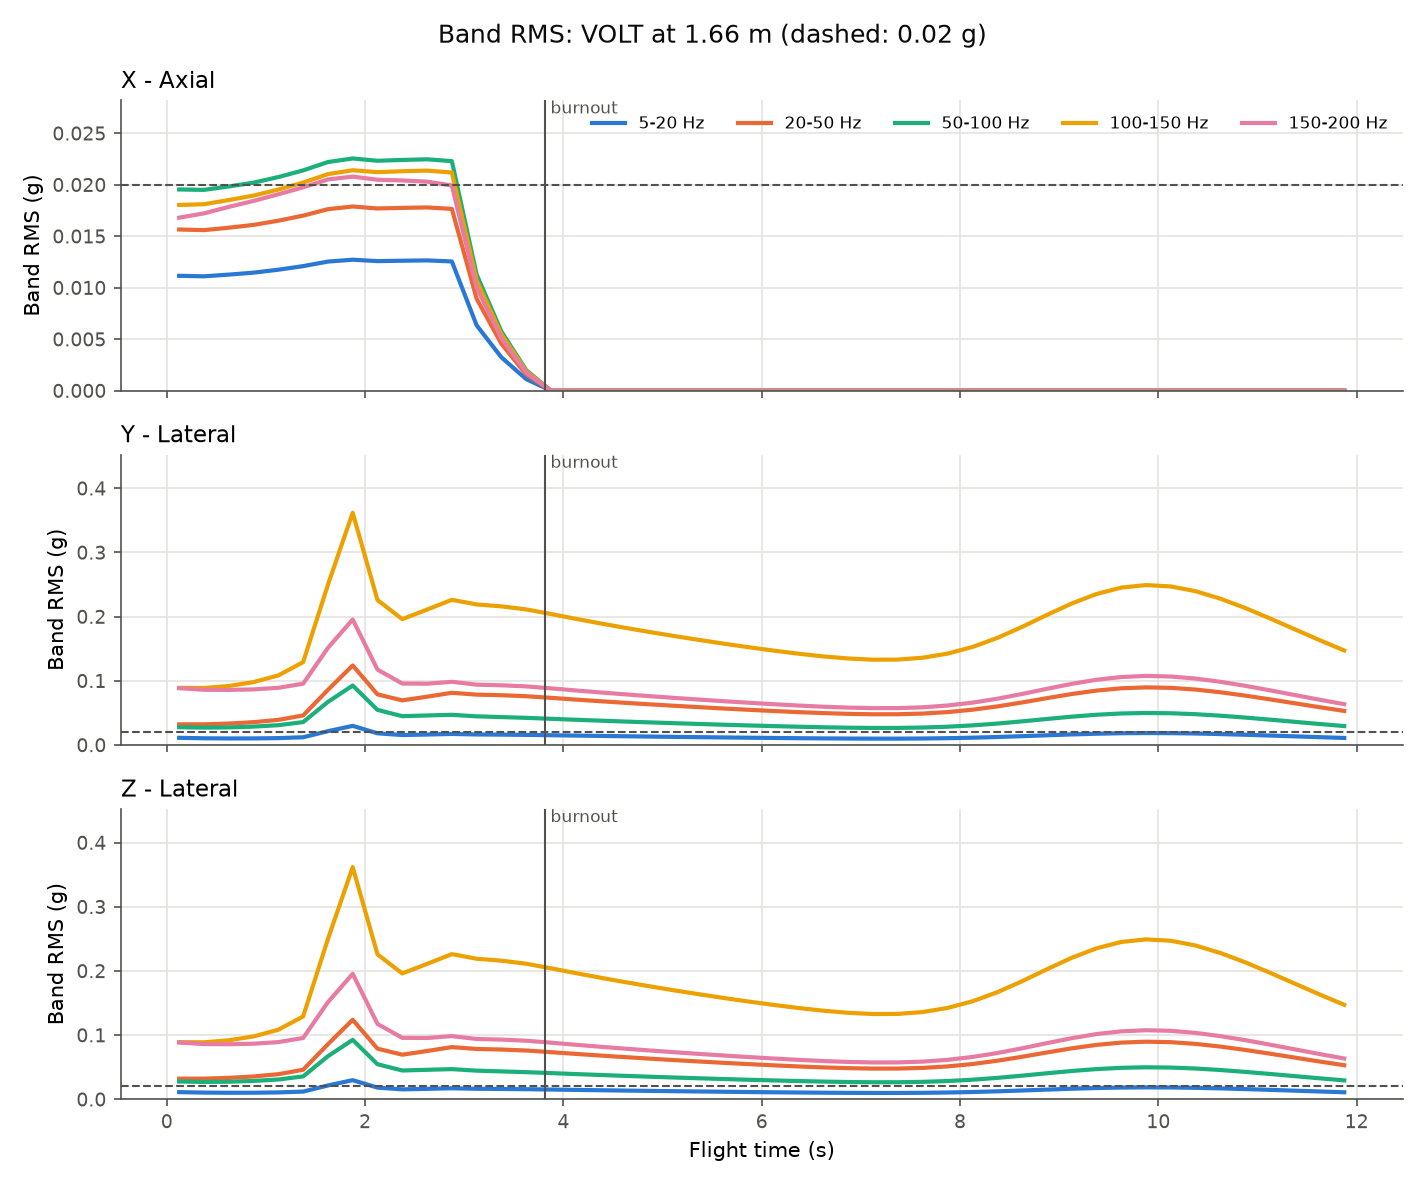 Band RMS: VOLT at 1.66 m (dashed: 0.02 g)
X - Axial
burnout
5-20 Hz 20-50 Hz 50-100 Hz 100-150 Hz 150-200 Hz
0.025
0.020
0.015
0.010
0.005
0.000
Band RMS (g)
Y - Lateral
burnout
0.4
0.3
0.2
0.1
0.0
Band RMS (g)
Z - Lateral
burnout
0.4
0.3
0.2
0.1
0.0
Band RMS (g)
0 2 4 6 8 10 12
Flight time (s)